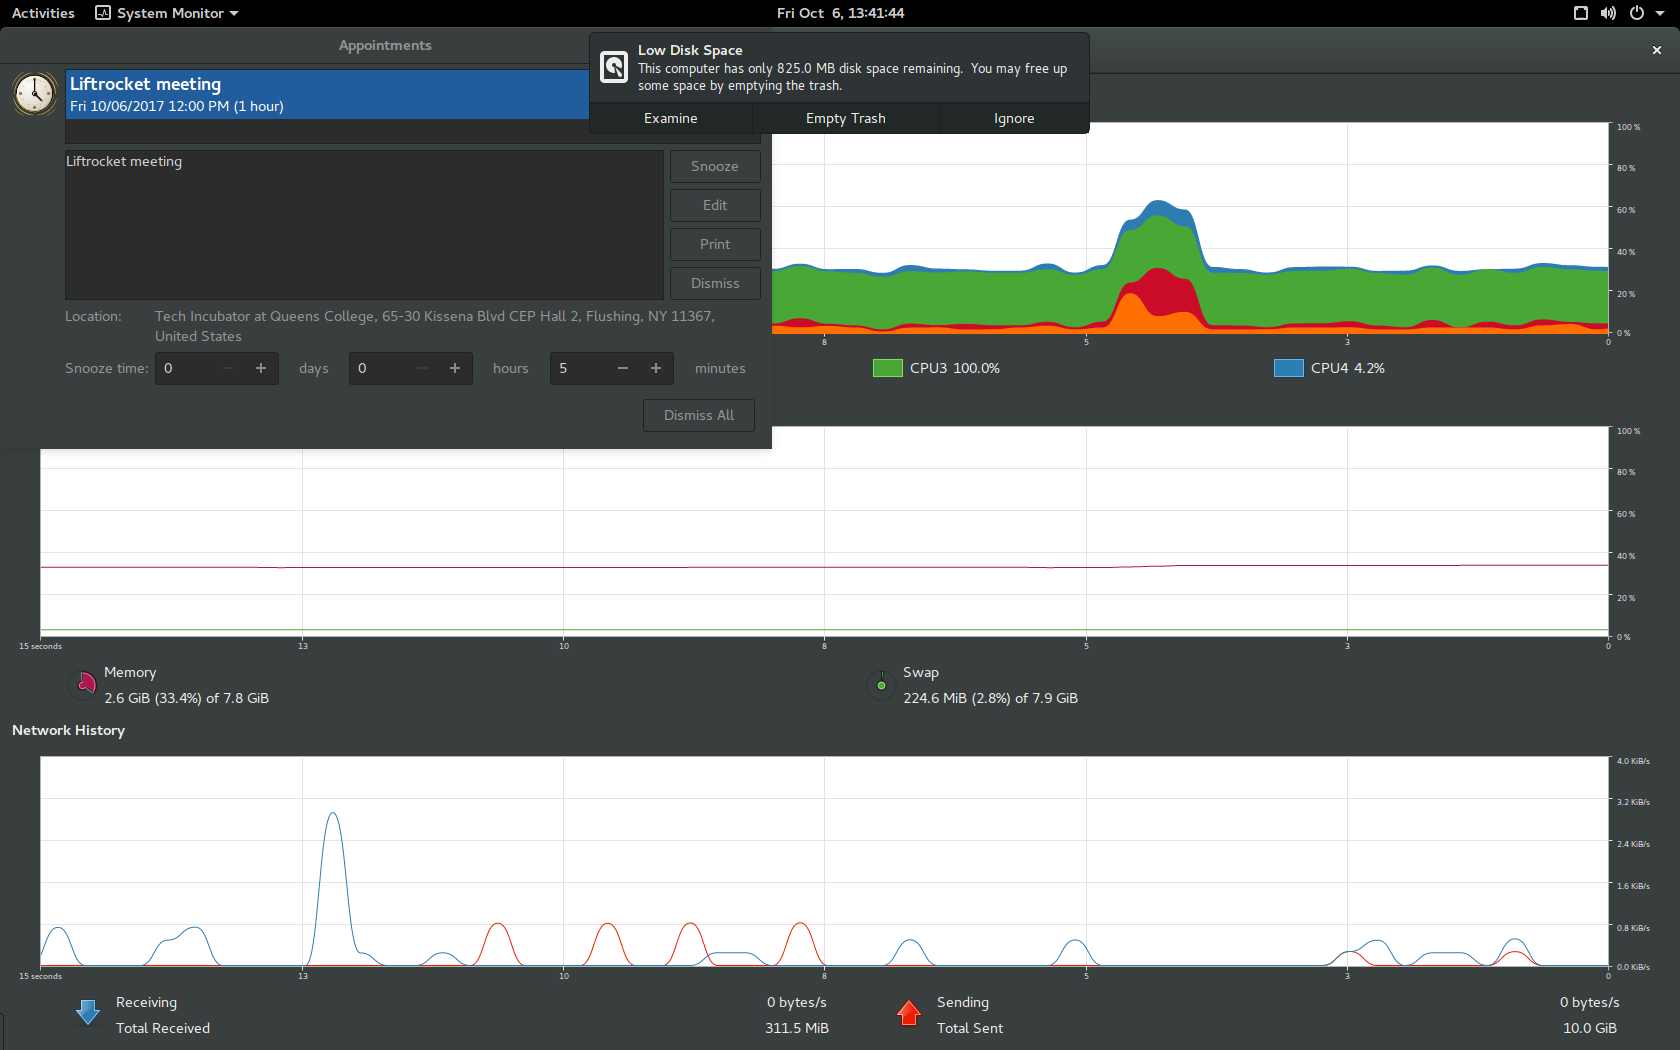 Activities System Monitor Fri Oct 6, 13:41:44
Appointments
Low Disk Space
This computer has only 825.0 MB disk space remaining. You may free up
some space by emptying the trash.
Examine Empty Trash Ignore
Liftrocket meeting
Fri 10/06/2017 12:00 PM (1 hour)
Liftrocket meeting
Snooze
Edit
Print
Dismiss
Location: Tech Incubator at Queens College, 65-30 Kissena Blvd CEP Hall 2, Flushing, NY 11367,
United States
Snooze time: 0 − + days 0 − + hours 5 − + minutes
Dismiss All
100 %
80 %
60 %
40 %
20 %
0 %
8 5 3 0
CPU3 100.0% CPU4 4.2%
100 %
80 %
60 %
40 %
20 %
0 %
15 seconds 13 10 8 5 3 0
Memory
2.6 GiB (33.4%) of 7.8 GiB
Swap
224.6 MiB (2.8%) of 7.9 GiB
Network History
4.0 KiB/s
3.2 KiB/s
2.4 KiB/s
1.6 KiB/s
0.8 KiB/s
0.0 KiB/s
15 seconds 13 10 8 5 3 0
Receiving 0 bytes/s
Total Received 311.5 MiB
Sending 0 bytes/s
Total Sent 10.0 GiB